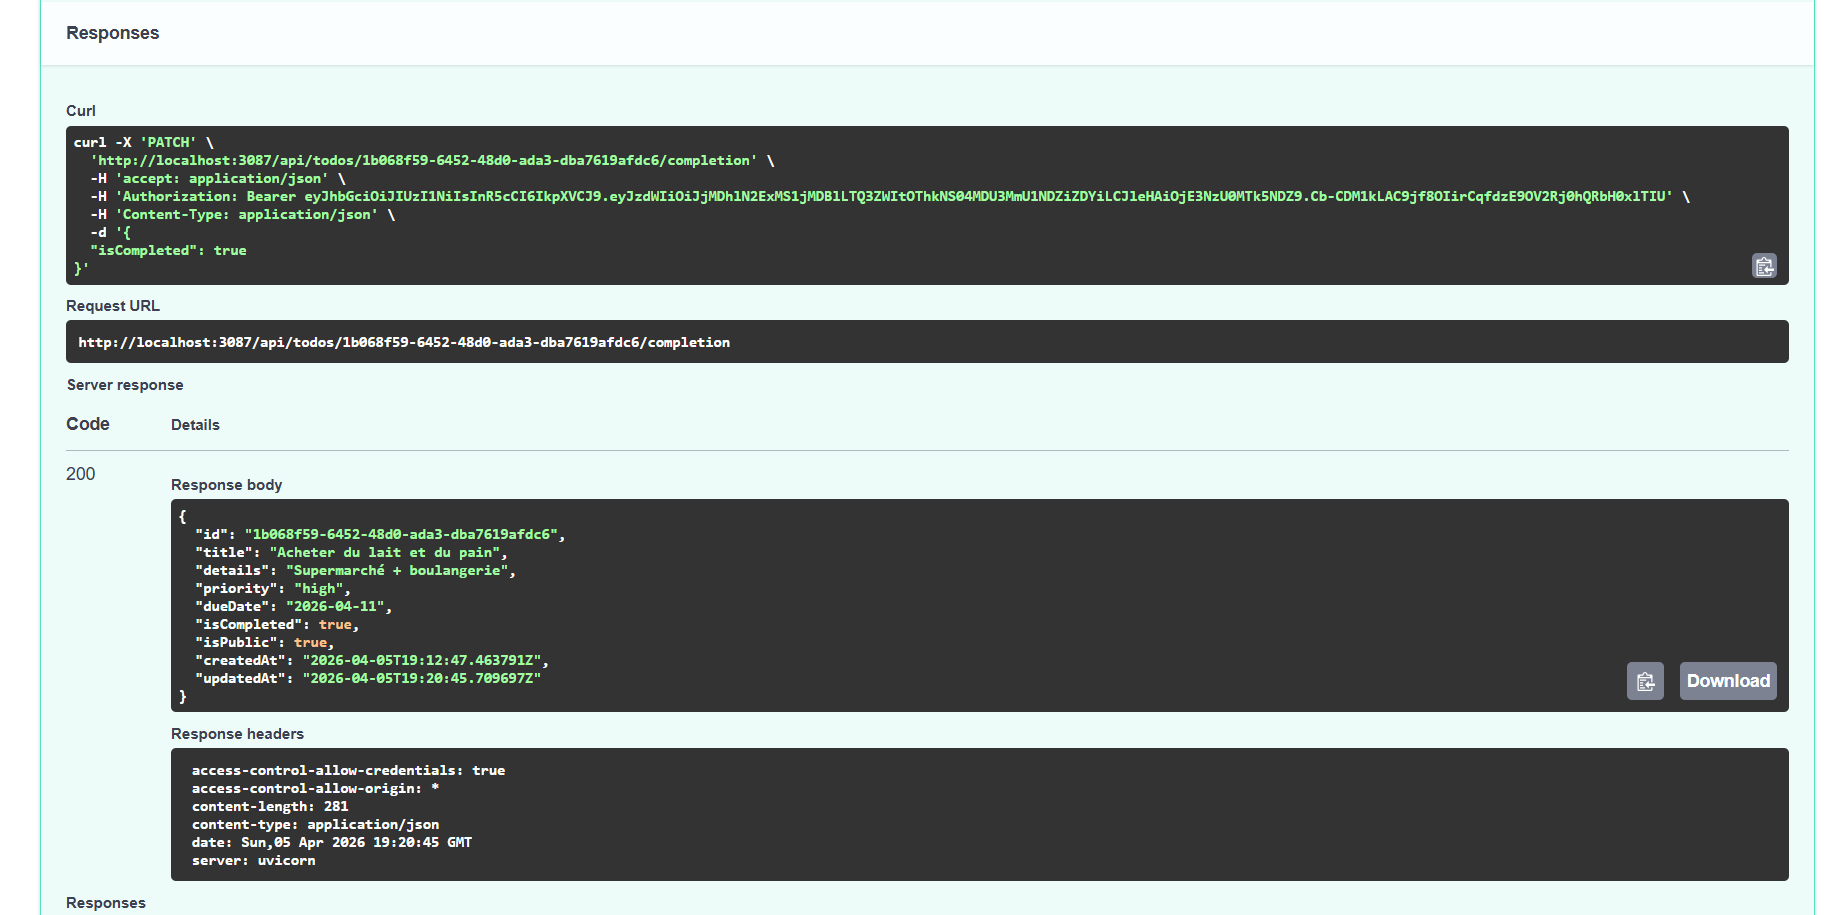 Responses
Curl
curl -X 'PATCH' \
  'http://localhost:3087/api/todos/1b068f59-6452-48d0-ada3-dba7619afdc6/completion' \
  -H 'accept: application/json' \
  -H 'Authorization: Bearer eyJhbGciOiJIUzI1NiIsInR5cCI6IkpXVCJ9.eyJzdWIiOiJjMDhlN2ExMS1jMDBlLTQ3ZWItOThkNS04MDU3MmU1NDZiZDYiLCJleHAiOjE3NzU0MTk5NDZ9.Cb-CDM1kLAC9jf8OIirCqfdzE9OV2Rj0hQRbH0xlTIU' \
  -H 'Content-Type: application/json' \
  -d '{
  "isCompleted": true
}'
Request URL
http://localhost:3087/api/todos/1b068f59-6452-48d0-ada3-dba7619afdc6/completion
Server response
Code Details
200
Response body
{
  "id": "1b068f59-6452-48d0-ada3-dba7619afdc6",
  "title": "Acheter du lait et du pain",
  "details": "Supermarché + boulangerie",
  "priority": "high",
  "dueDate": "2026-04-11",
  "isCompleted": true,
  "isPublic": true,
  "createdAt": "2026-04-05T19:12:47.463791Z",
  "updatedAt": "2026-04-05T19:20:45.709697Z"
}
Download
Response headers
access-control-allow-credentials: true
access-control-allow-origin: *
content-length: 281
content-type: application/json
date: Sun,05 Apr 2026 19:20:45 GMT
server: uvicorn
Responses